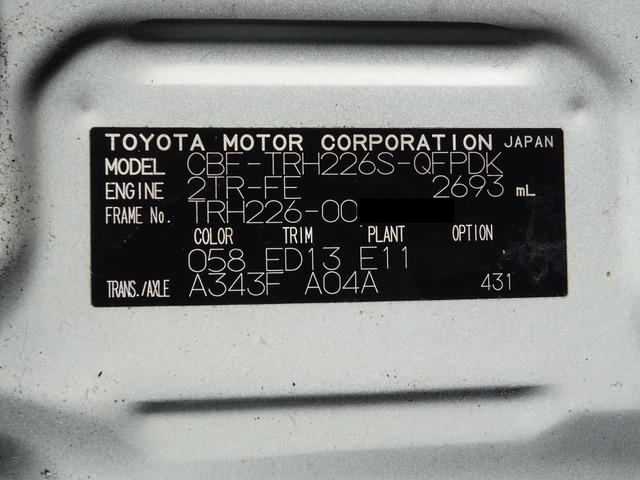 TOYOTA MOTOR CORPORATION JAPAN
MODEL CBF-TRH226S-QFPDK
ENGINE 2TR-FE 2693 mL
FRAME No. TRH226-00
COLOR TRIM PLANT OPTION
058 ED13 E11
TRANS./AXLE A343F A04A 431